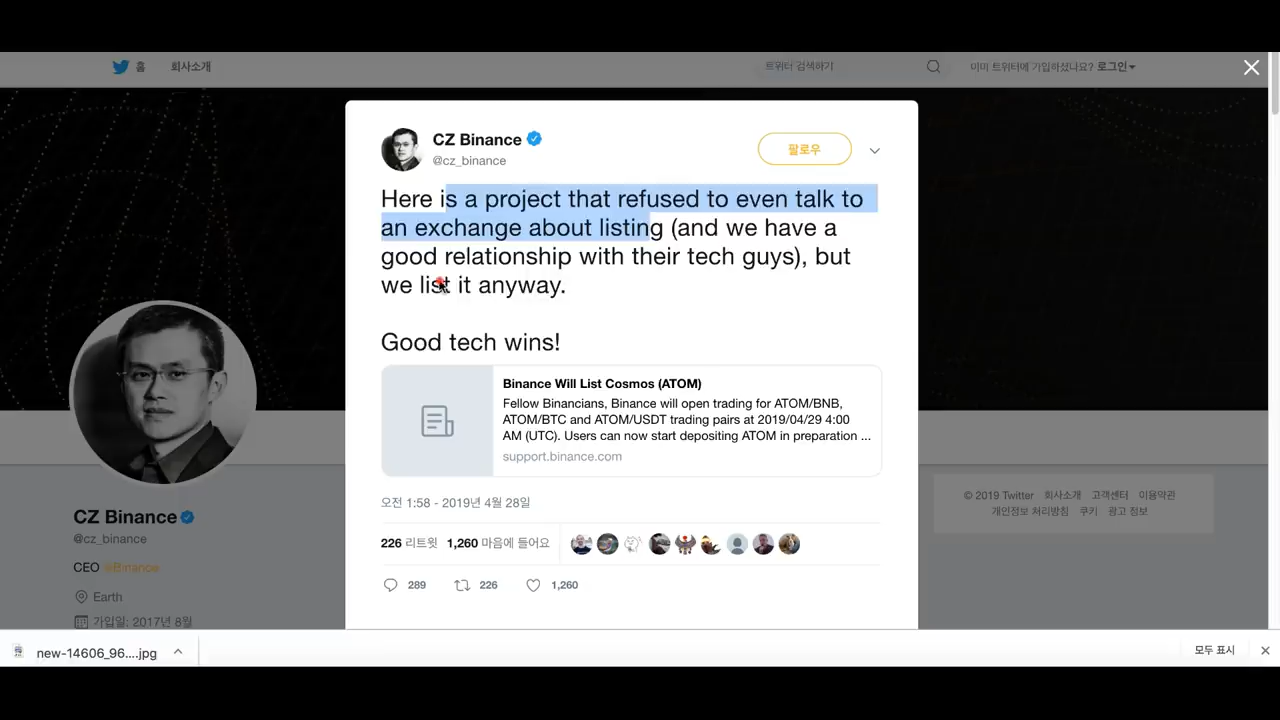 홈 회사소개 트위터 검색하기 이미 트위터에 가입하셨나요? 로그인
CZ Binance
@cz_binance
팔로우
Here is a project that refused to even talk to
an exchange about listing (and we have a
good relationship with their tech guys), but
we list it anyway.
Good tech wins!
Binance Will List Cosmos (ATOM)
Fellow Binancians, Binance will open trading for ATOM/BNB,
ATOM/BTC and ATOM/USDT trading pairs at 2019/04/29 4:00
AM (UTC). Users can now start depositing ATOM in preparation ...
support.binance.com
오전 1:58 - 2019년 4월 28일
226 리트윗 1,260 마음에 들어요
289 226 1,260
CZ Binance
@cz_binance
CEO @Binance
Earth
가입일: 2017년 8월
© 2019 Twitter 회사소개 고객센터 이용약관
개인정보 처리방침 쿠키 광고 정보
new-14606_96....jpg
모두 표시